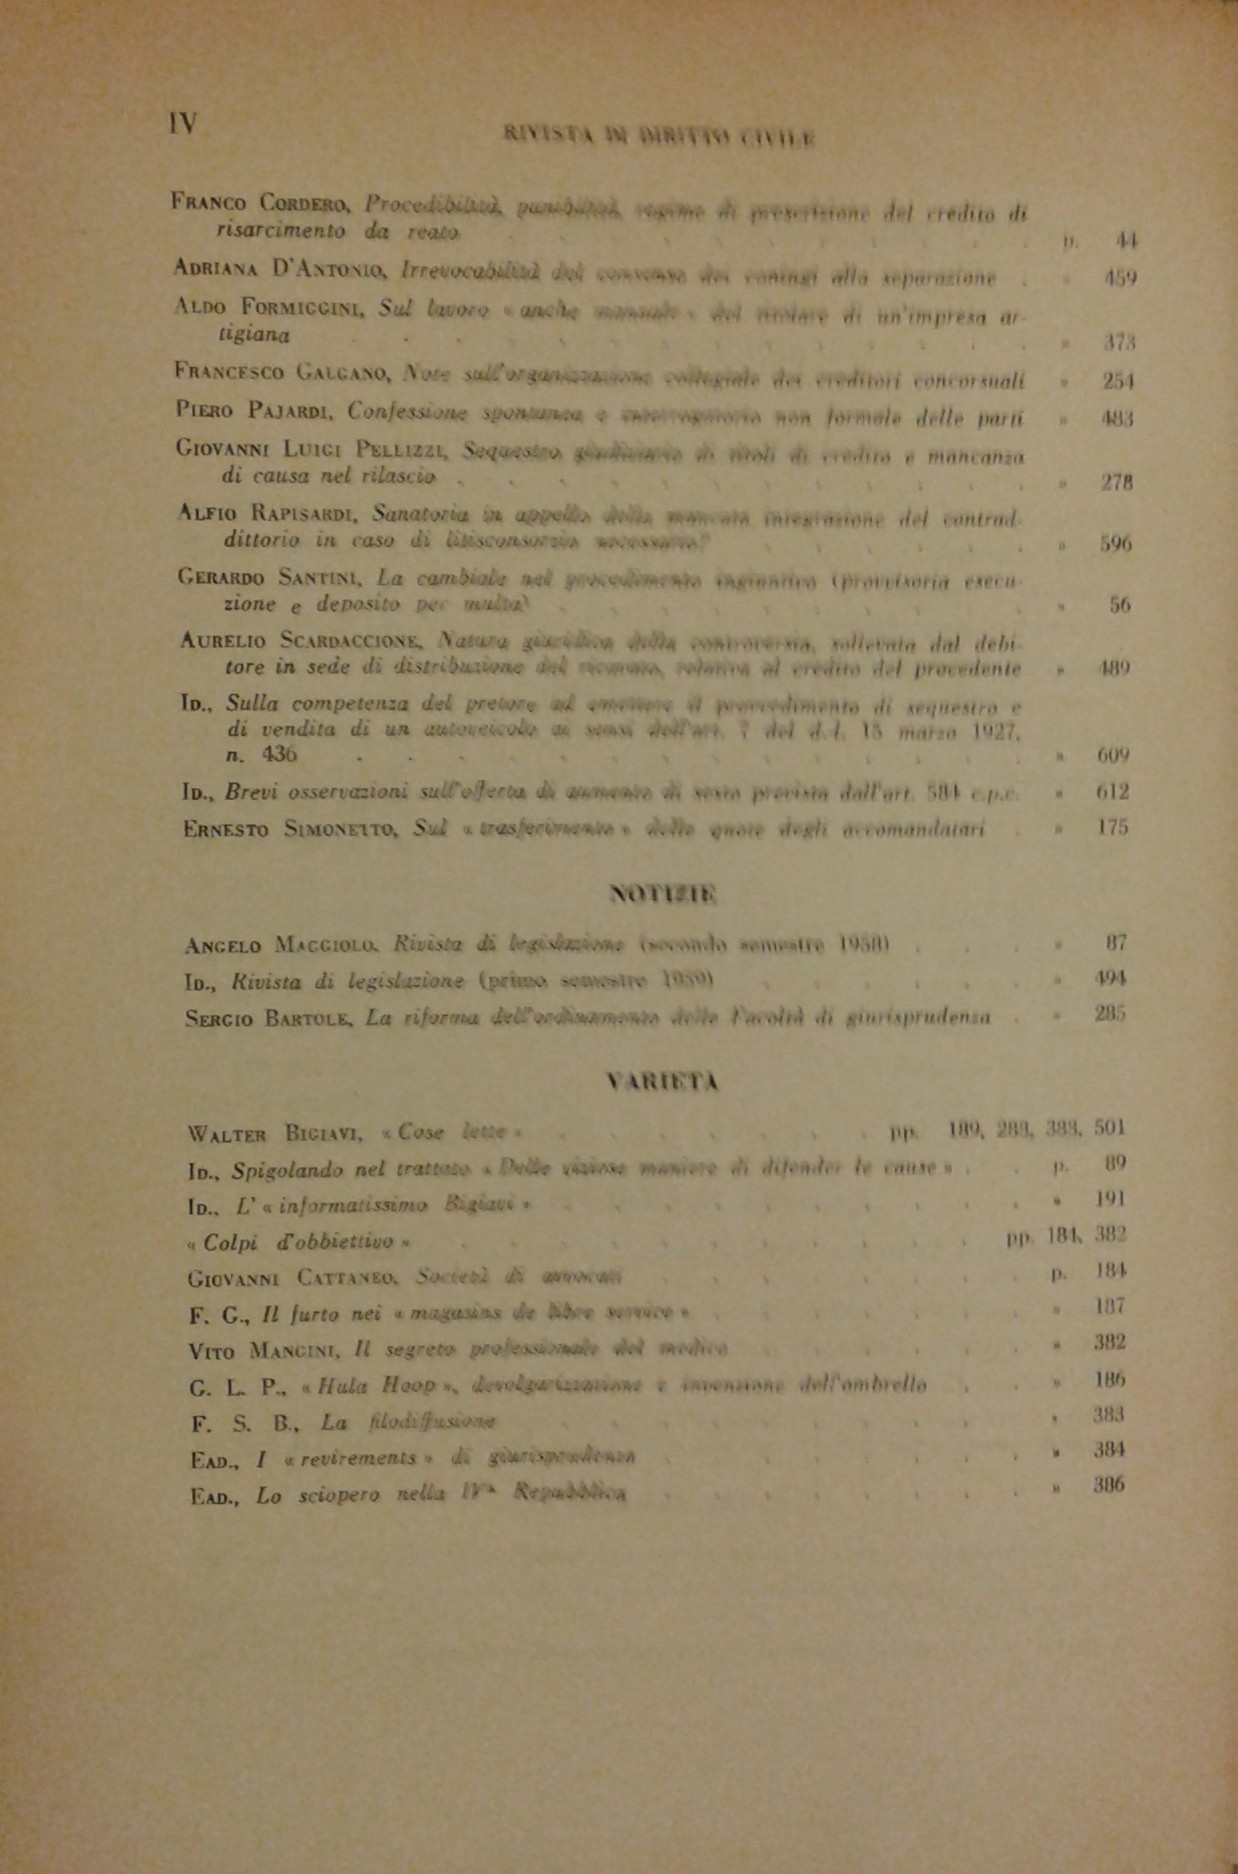 IV
RIVISTA DI DIRITTO CIVILE
FRANCO CORDERO, Procedibilità, punibilità, regime di prescrizione del credito di
risarcimento da reato p. 44
ADRIANA D'ANTONIO, Irrevocabilità del consenso dei coniugi alla separazione . » 459
ALDO FORMIGGINI, Sul lavoro « anche manuale » del titolare di un'impresa ar-
tigiana . . . . . . . » 373
FRANCESCO GALGANO, Note sull'organizzazione collegiale dei creditori concorsuali » 254
PIERO PAJARDI, Confessione spontanea e interrogatorio non formale delle parti » 483
GIOVANNI LUIGI PELLIZZI, Sequestro giudiziario di titoli di credito e mancanza
di causa nel rilascio . . . . . . » 278
ALFIO RAPISARDI, Sanatoria in appello della mancata integrazione del contrad-
dittorio in caso di litisconsorzio necessario? . . . » 596
GERARDO SANTINI, La cambiale nel procedimento ingiuntivo (provvisoria esecu-
zione e deposito per multa) . . . . . » 56
AURELIO SCARDACCIONE, Natura giuridica della controversia, sollevata dal debi-
tore in sede di distribuzione del ricavato, relativa al credito del procedente » 489
ID., Sulla competenza del pretore ad emettere il provvedimento di sequestro e
di vendita di un autoveicolo ai sensi dell'art. 7 del d.l. 15 marzo 1927,
n. 436 . . . . . . . » 609
ID., Brevi osservazioni sull'offerta di aumento di sesto prevista dall'art. 584 c.p.c. » 612
ERNESTO SIMONETTO, Sul « trasferimento » delle quote degli accomandatari . » 175
NOTIZIE
ANGELO MAGGIOLO, Rivista di legislazione (secondo semestre 1958) . . . » 87
ID., Rivista di legislazione (primo semestre 1959) . . . . » 494
SERGIO BARTOLE, La riforma dell'ordinamento delle Facoltà di giurisprudenza . » 285
VARIETÀ
WALTER BIGIAVI, « Cose lette » . . . . pp. 189, 283, 383, 501
ID., Spigolando nel trattato « Delle viziose maniere di difender le cause » . . p. 89
ID., L' « informatissimo Bigiavi » . . . . . » 191
« Colpi d'obbiettivo » . . . . . pp. 184, 382
GIOVANNI CATTANEO, Società di avvocati . . . . p. 184
F. G., Il furto nei « magasins de libre service » . . . . » 187
VITO MANCINI, Il segreto professionale del medico . . . . » 382
G. L. P., « Hula Hoop », devolgarizzazione e invenzione dell'ombrello . . » 186
F. S. B., La filodiffusione . . . . . » 383
EAD., I « revirements » di giurisprudenza . . . . » 384
EAD., Lo sciopero nella IVª Repubblica . . . . » 386